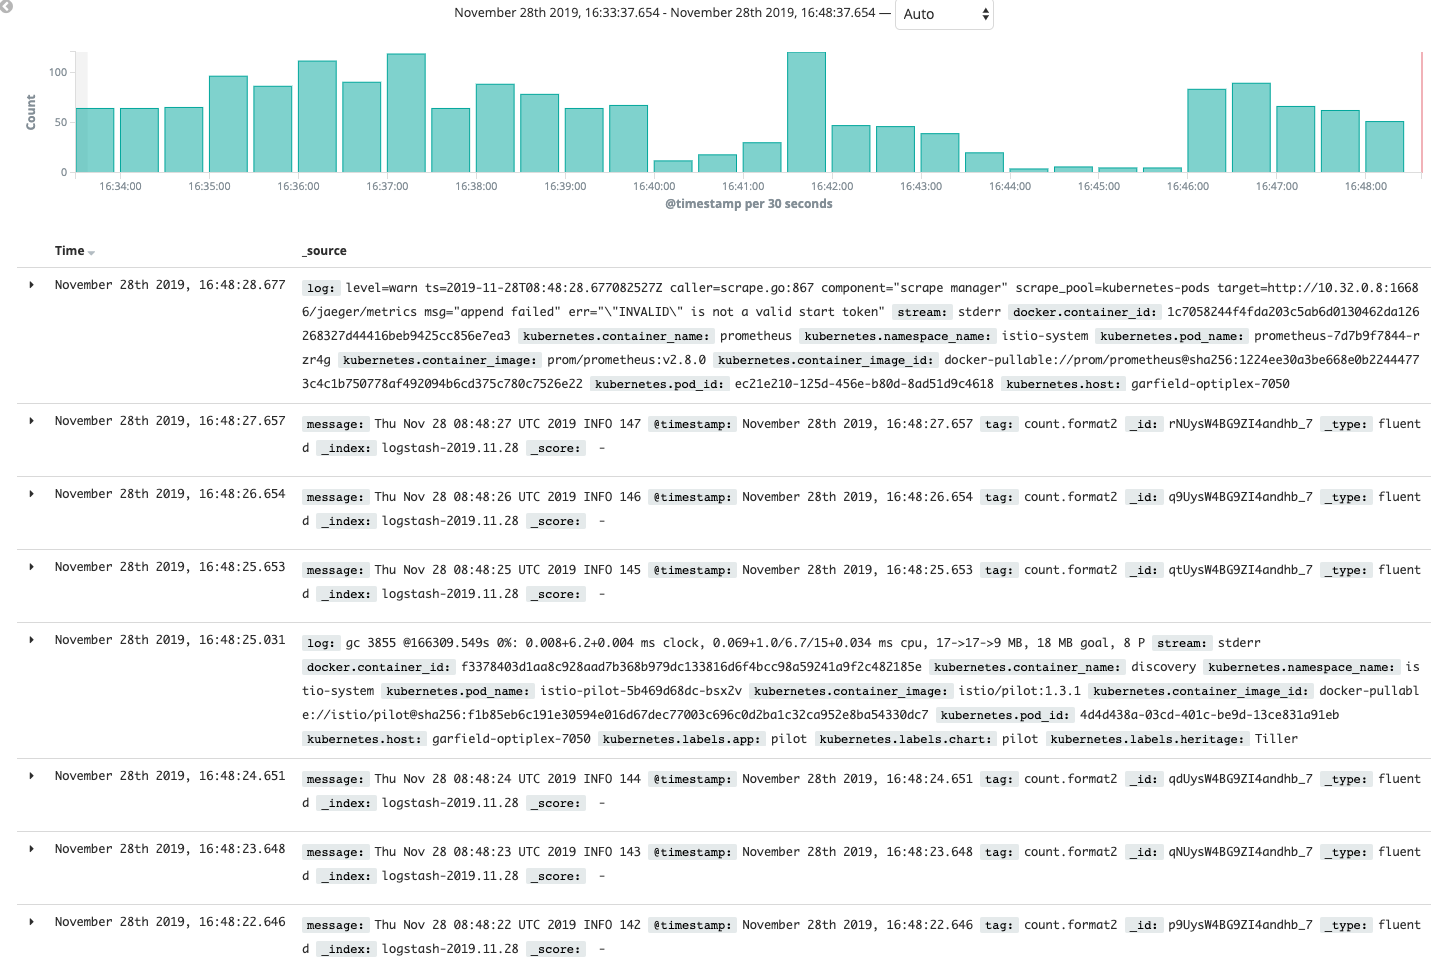 November 28th 2019, 16:33:37.654 - November 28th 2019, 16:48:37.654 — Auto
100
50
0
Count
16:34:00 16:35:00 16:36:00 16:37:00 16:38:00 16:39:00 16:40:00 16:41:00 16:42:00 16:43:00 16:44:00 16:45:00 16:46:00 16:47:00 16:48:00
@timestamp per 30 seconds
Time _source
November 28th 2019, 16:48:28.677 log: level=warn ts=2019-11-28T08:48:28.677082527Z caller=scrape.go:867 component="scrape manager" scrape_pool=kubernetes-pods target=http://10.32.0.8:1668
6/jaeger/metrics msg="append failed" err="\"INVALID\" is not a valid start token" stream: stderr docker.container_id: 1c7058244f4fda203c5ab6d0130462da126
268327d44416beb9425cc856e7ea3 kubernetes.container_name: prometheus kubernetes.namespace_name: istio-system kubernetes.pod_name: prometheus-7d7b9f7844-r
zr4g kubernetes.container_image: prom/prometheus:v2.8.0 kubernetes.container_image_id: docker-pullable://prom/prometheus@sha256:1224ee30a3be668e0b2244477
3c4c1b750778af492094b6cd375c780c7526e22 kubernetes.pod_id: ec21e210-125d-456e-b80d-8ad51d9c4618 kubernetes.host: garfield-optiplex-7050
November 28th 2019, 16:48:27.657 message: Thu Nov 28 08:48:27 UTC 2019 INFO 147 @timestamp: November 28th 2019, 16:48:27.657 tag: count.format2 _id: rNUysW4BG9ZI4andhb_7 _type: fluent
d _index: logstash-2019.11.28 _score: -
November 28th 2019, 16:48:26.654 message: Thu Nov 28 08:48:26 UTC 2019 INFO 146 @timestamp: November 28th 2019, 16:48:26.654 tag: count.format2 _id: q9UysW4BG9ZI4andhb_7 _type: fluent
d _index: logstash-2019.11.28 _score: -
November 28th 2019, 16:48:25.653 message: Thu Nov 28 08:48:25 UTC 2019 INFO 145 @timestamp: November 28th 2019, 16:48:25.653 tag: count.format2 _id: qtUysW4BG9ZI4andhb_7 _type: fluent
d _index: logstash-2019.11.28 _score: -
November 28th 2019, 16:48:25.031 log: gc 3855 @166309.549s 0%: 0.008+6.2+0.004 ms clock, 0.069+1.0/6.7/15+0.034 ms cpu, 17->17->9 MB, 18 MB goal, 8 P stream: stderr
docker.container_id: f3378403d1aa8c928aad7b368b979dc133816d6f4bcc98a59241a9f2c482185e kubernetes.container_name: discovery kubernetes.namespace_name: is
tio-system kubernetes.pod_name: istio-pilot-5b469d68dc-bsx2v kubernetes.container_image: istio/pilot:1.3.1 kubernetes.container_image_id: docker-pullabl
e://istio/pilot@sha256:f1b85eb6c191e30594e016d67dec77003c696c0d2ba1c32ca952e8ba54330dc7 kubernetes.pod_id: 4d4d438a-03cd-401c-be9d-13ce831a91eb
kubernetes.host: garfield-optiplex-7050 kubernetes.labels.app: pilot kubernetes.labels.chart: pilot kubernetes.labels.heritage: Tiller
November 28th 2019, 16:48:24.651 message: Thu Nov 28 08:48:24 UTC 2019 INFO 144 @timestamp: November 28th 2019, 16:48:24.651 tag: count.format2 _id: qdUysW4BG9ZI4andhb_7 _type: fluent
d _index: logstash-2019.11.28 _score: -
November 28th 2019, 16:48:23.648 message: Thu Nov 28 08:48:23 UTC 2019 INFO 143 @timestamp: November 28th 2019, 16:48:23.648 tag: count.format2 _id: qNUysW4BG9ZI4andhb_7 _type: fluent
d _index: logstash-2019.11.28 _score: -
November 28th 2019, 16:48:22.646 message: Thu Nov 28 08:48:22 UTC 2019 INFO 142 @timestamp: November 28th 2019, 16:48:22.646 tag: count.format2 _id: p9UysW4BG9ZI4andhb_7 _type: fluent
d _index: logstash-2019.11.28 _score: -